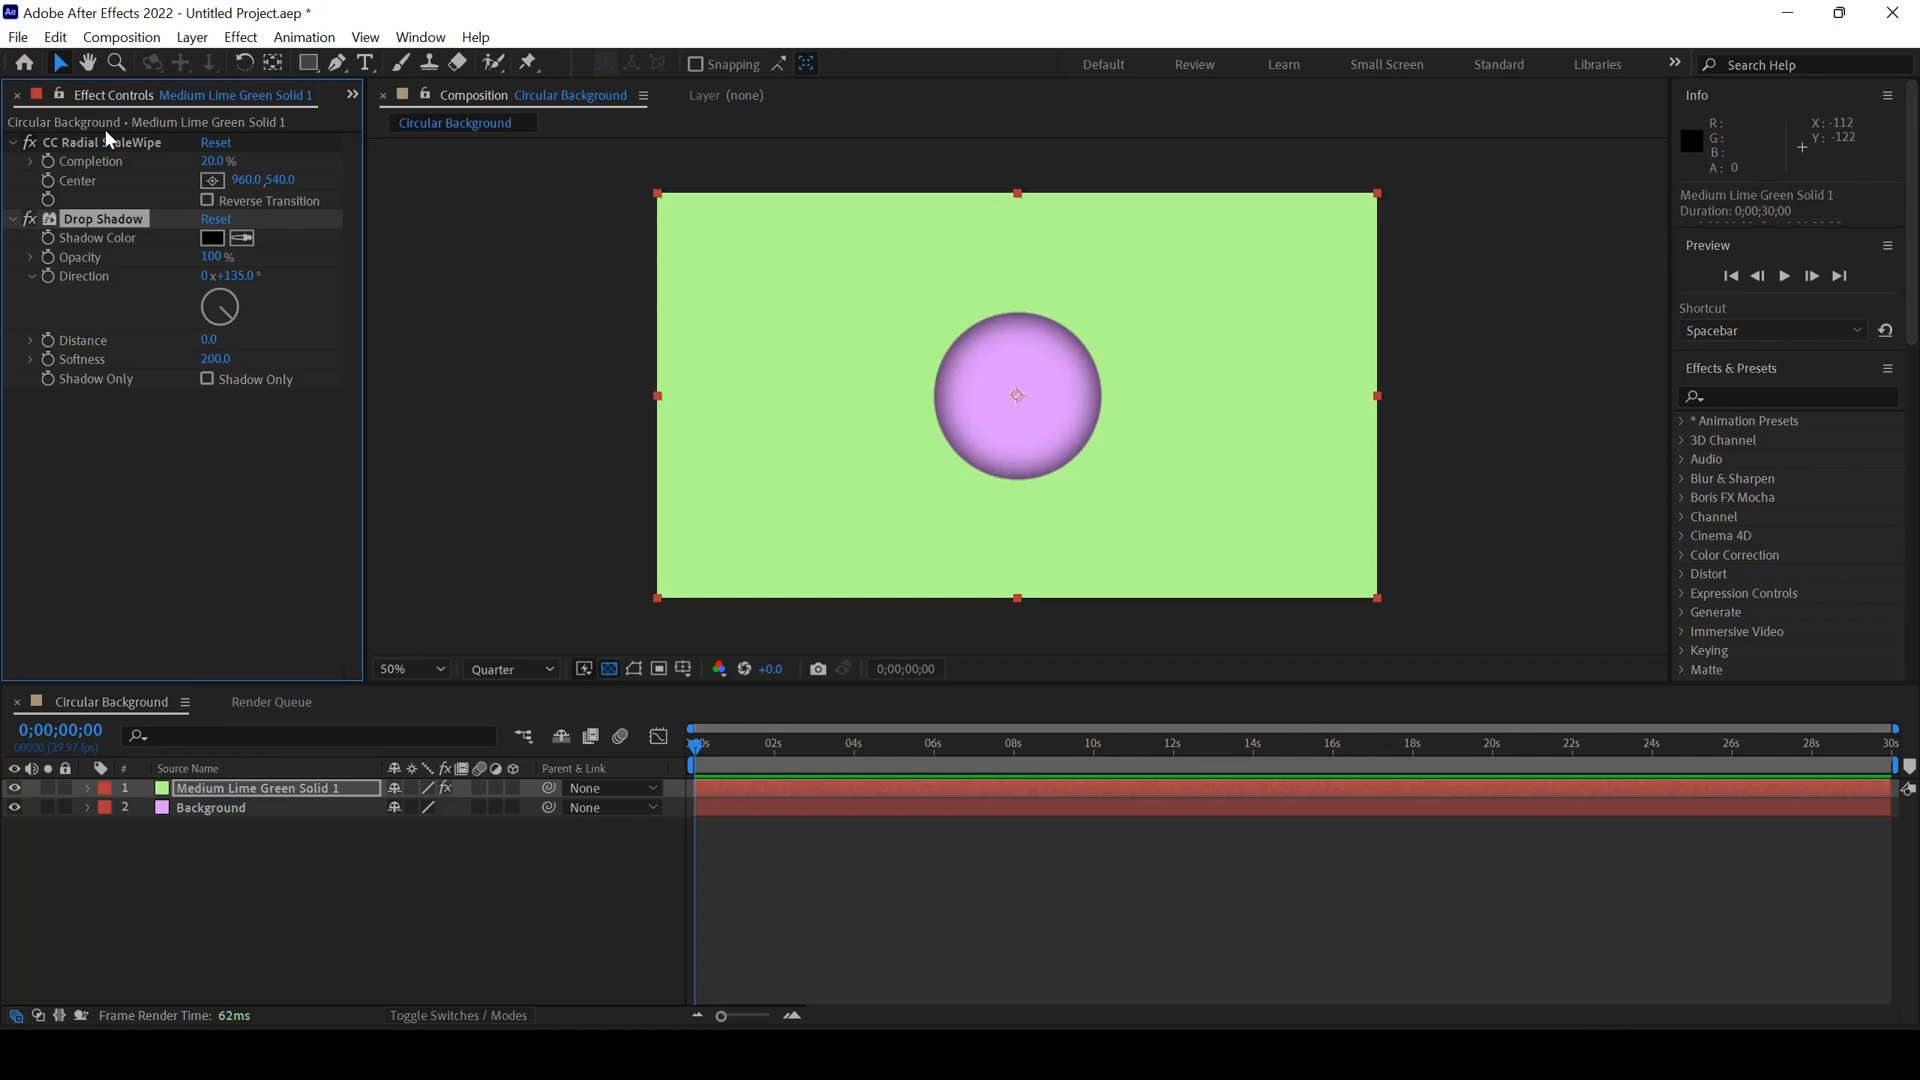 Adobe After Effects 2022 - Untitled Project.aep *
File Edit Composition Layer Effect Animation View Window Help
Snapping Default Review Learn Small Screen Standard Libraries Search Help
Effect Controls Medium Lime Green Solid 1
Circular Background • Medium Lime Green Solid 1
fx CC Radial ScaleWipe Reset
Completion 20.0 %
Center 960.0,540.0
Reverse Transition
fx Drop Shadow Reset
Shadow Color
Opacity 100 %
Direction 0 x+135.0 °
Distance 0.0
Softness 200.0
Shadow Only Shadow Only
Composition Circular Background Layer (none)
Circular Background
50% Quarter +0.0 0;00;00;00
Info
R: X: -112
G: Y: -122
B:
A: 0
Medium Lime Green Solid 1
Duration: 0;00;30;00
Preview
Shortcut
Spacebar
Effects & Presets
* Animation Presets
3D Channel
Audio
Blur & Sharpen
Boris FX Mocha
Channel
Cinema 4D
Color Correction
Distort
Expression Controls
Generate
Immersive Video
Keying
Matte
Circular Background Render Queue
0;00;00;00
00000 (29.97 fps)
02s 04s 06s 08s 10s 12s 14s 16s 18s 20s 22s 24s 26s 28s 30s
# Source Name fx Parent & Link
1 Medium Lime Green Solid 1 fx None
2 Background None
Frame Render Time: 62ms Toggle Switches / Modes